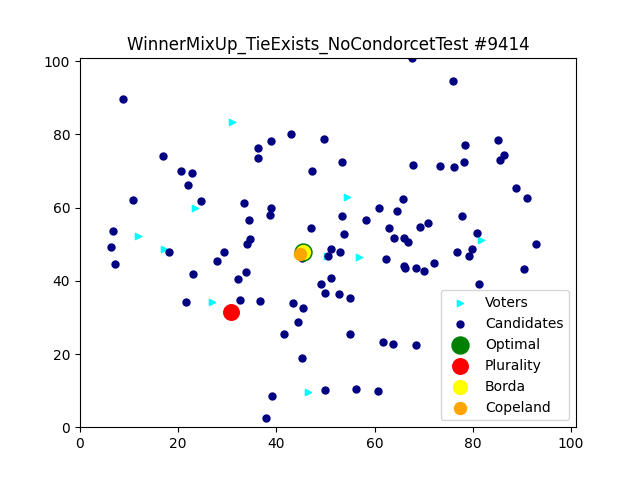 WinnerMixUp_TieExists_NoCondorcetTest #9414
100
80
60
40
20
0
0 20 40 60 80 100
Voters
Candidates
Optimal
Plurality
Borda
Copeland